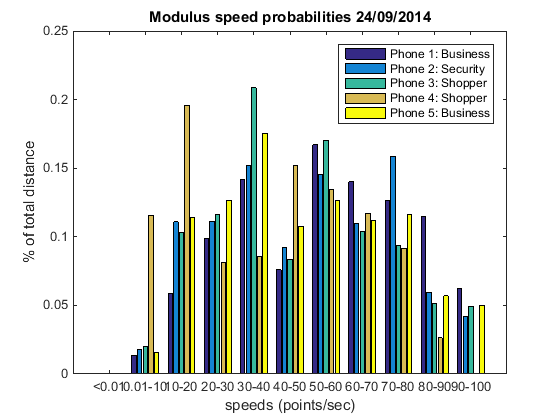 Modulus speed probabilities 24/09/2014
0.25
0.2
0.15
0.1
0.05
0
% of total distance
Phone 1: Business
Phone 2: Security
Phone 3: Shopper
Phone 4: Shopper
Phone 5: Business
<0.01 0.01-10 10-20 20-30 30-40 40-50 50-60 60-70 70-80 80-90 90-100
speeds (points/sec)